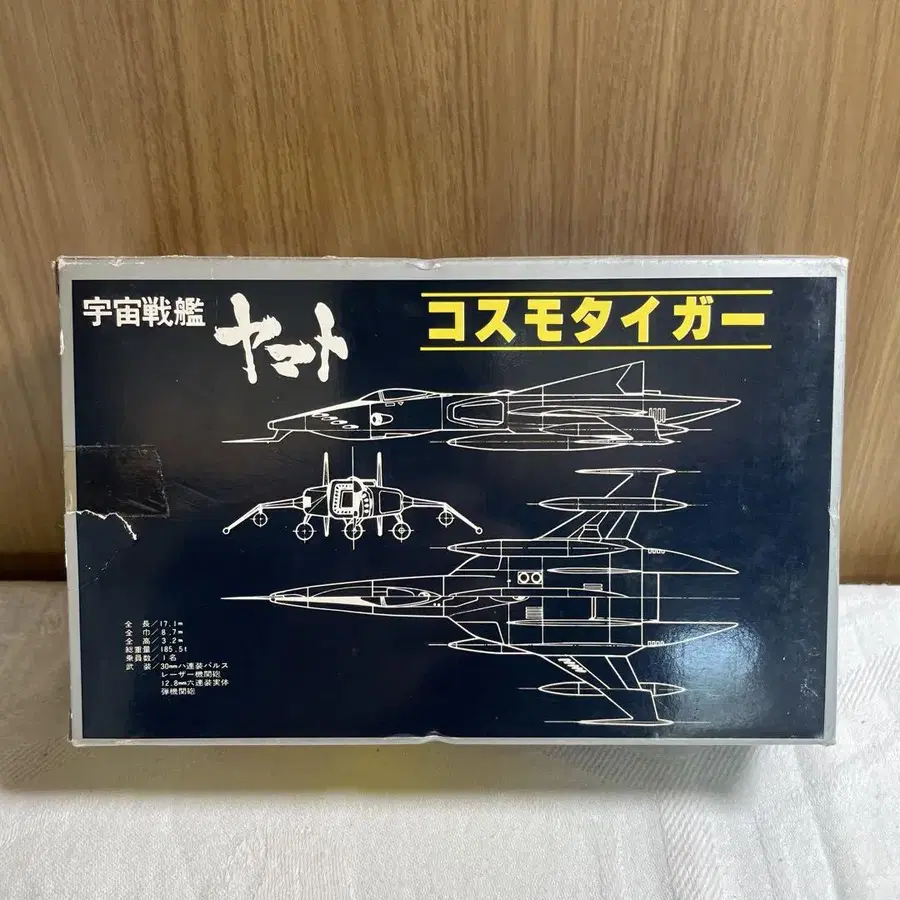 宇宙戦艦
ヤマト
コスモタイガー
全 長／17.1m
全 巾／8.7m
全 高／3.2m
総重量／185.5t
乗員数／1名
武 装／30mm八連装パルス
レーザー機関砲
12.8mm六連装実体
弾機関砲